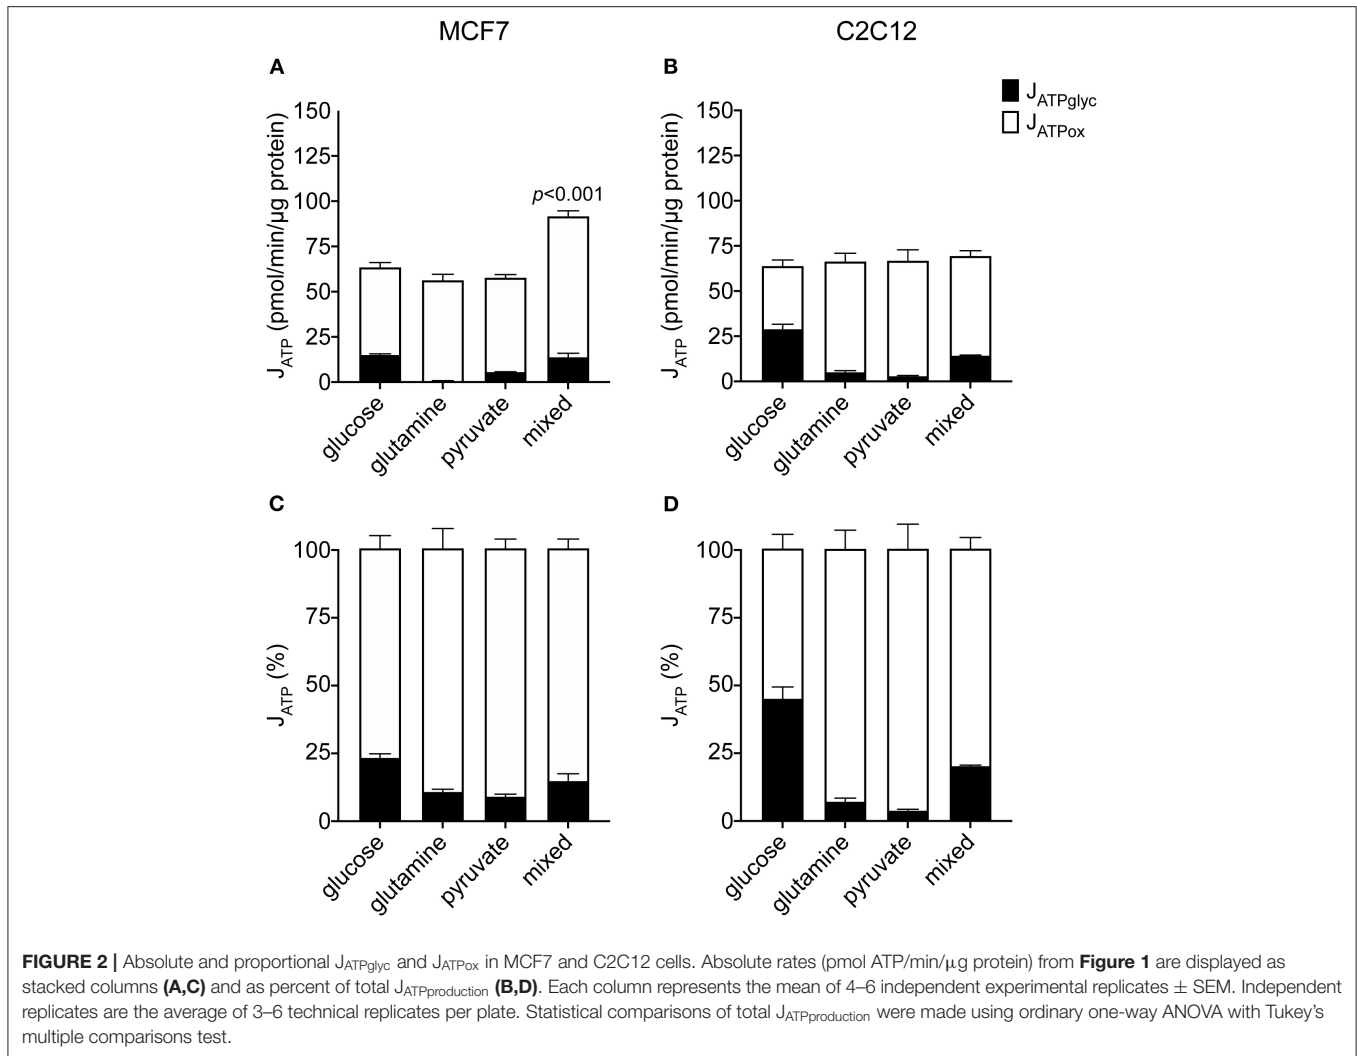 MCF7
C2C12
A
B
J_ATPglyc
J_ATPox
J_ATP (pmol/min/μg protein)
150
125
100
75
50
25
0
p<0.001
glucose
glutamine
pyruvate
mixed
J_ATP (pmol/min/μg protein)
150
125
100
75
50
25
0
glucose
glutamine
pyruvate
mixed
C
D
J_ATP (%)
100
75
50
25
0
glucose
glutamine
pyruvate
mixed
J_ATP (%)
100
75
50
25
0
glucose
glutamine
pyruvate
mixed
FIGURE 2 | Absolute and proportional J_ATPglyc and J_ATPox in MCF7 and C2C12 cells. Absolute rates (pmol ATP/min/μg protein) from Figure 1 are displayed as
stacked columns (A,C) and as percent of total J_ATPproduction (B,D). Each column represents the mean of 4–6 independent experimental replicates ± SEM. Independent
replicates are the average of 3–6 technical replicates per plate. Statistical comparisons of total J_ATPproduction were made using ordinary one-way ANOVA with Tukey's
multiple comparisons test.